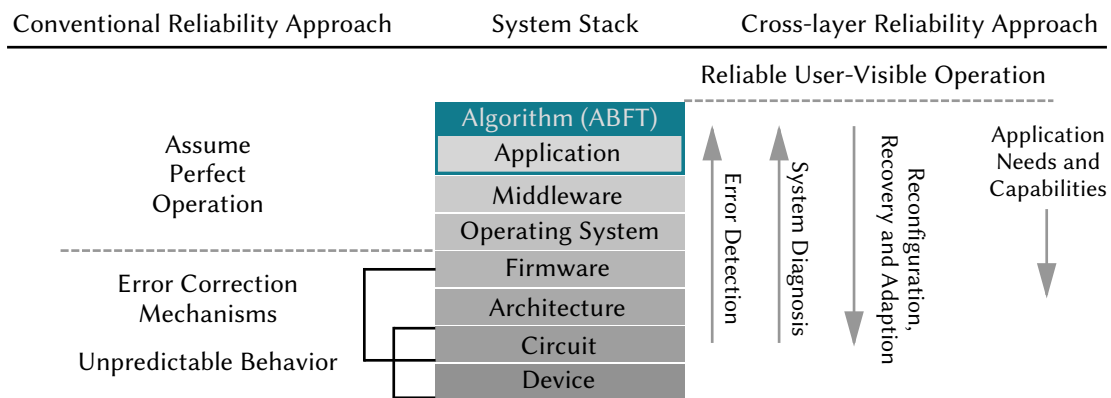 Conventional Reliability Approach
System Stack
Cross-layer Reliability Approach
Reliable User-Visible Operation
Assume
Perfect
Operation
Error Correction
Mechanisms
Unpredictable Behavior
Algorithm (ABFT)
Application
Middleware
Operating System
Firmware
Architecture
Circuit
Device
Error Detection
System Diagnosis
Reconfiguration,
Recovery and Adaption
Application
Needs and
Capabilities